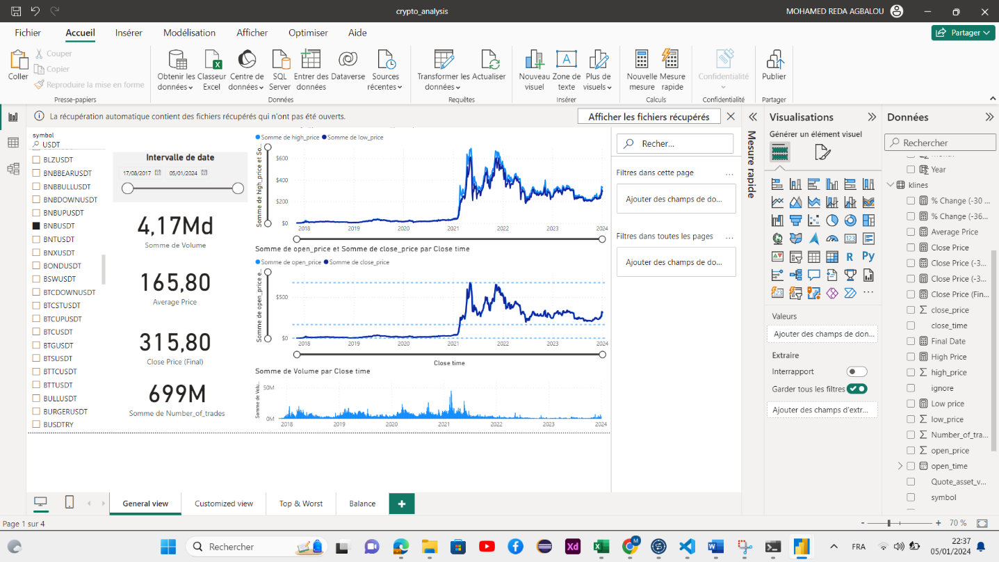 crypto_analysis
MOHAMED REDA AGBALOU
Fichier
Accueil
Insérer
Modélisation
Afficher
Optimiser
Aide
Partager
Coller
Couper
Copier
Reproduire la mise en forme
Presse-papiers
Obtenir les données
Classeur Excel
Centre de données
SQL Server
Entrer des données
Dataverse
Sources récentes
Données
Transformer les données
Actualiser
Requêtes
Nouveau visuel
Zone de texte
Plus de visuels
Insérer
Nouvelle mesure
Mesure rapide
Calculs
Confidentialité
Confidentialité
Publier
Partager
La récupération automatique contient des fichiers récupérés qui n'ont pas été ouverts.
Afficher les fichiers récupérés
symbol
USDT
BLZUSDT
BNBBEARUSDT
BNBBULLUSDT
BNBDOWNUSDT
BNBUPUSDT
BNBUSDT
BNTUSDT
BNXUSDT
BONDUSDT
BSWUSDT
BTCDOWNUSDT
BTCSTUSDT
BTCUPUSDT
BTCUSDT
BTGUSDT
BTSUSDT
BTTCUSDT
BTTUSDT
BULLUSDT
BURGERUSDT
BUSDTRY
Intervalle de date
17/08/2017
05/01/2024
4,17Md
Somme de Volume
165,80
Average Price
315,80
Close Price (Final)
699M
Somme de Number_of_trades
Somme de high_price
Somme de low_price
Somme de high_price et So...
$600
$400
$200
$0
2018 2019 2020 2021 2022 2023 2024
Somme de open_price et Somme de close_price par Close time
Somme de open_price
Somme de close_price
Somme de open_price e...
$500
$0
2018 2019 2020 2021 2022 2023 2024
Close time
Somme de Volume par Close time
Somme de Volu...
50M
0M
2018 2019 2020 2021 2022 2023 2024
Recher...
Filtres dans cette page
...
Ajouter des champs de do...
Filtres dans toutes les pages
...
Ajouter des champs de do...
Mesure rapide
Visualisations
Générer un élément visuel
123
R
Py
...
Valeurs
Ajouter des champs de don...
Extraire
Interrapport
Garder tous les filtres
Ajouter des champs d'extr...
Données
Rechercher
Year
klines
% Change (-30 ...
% Change (-36...
Average Price
Close Price
Close Price (-3...
Close Price (-3...
Close Price (Fin...
close_price
close_time
Final Date
High Price
high_price
ignore
Low price
low_price
Number_of_tra...
open_price
open_time
Quote_asset_v...
symbol
General view
Customized view
Top & Worst
Balance
+
Page 1 sur 4
- + 70 %
Rechercher
Xd
M
FRA
22:37
05/01/2024